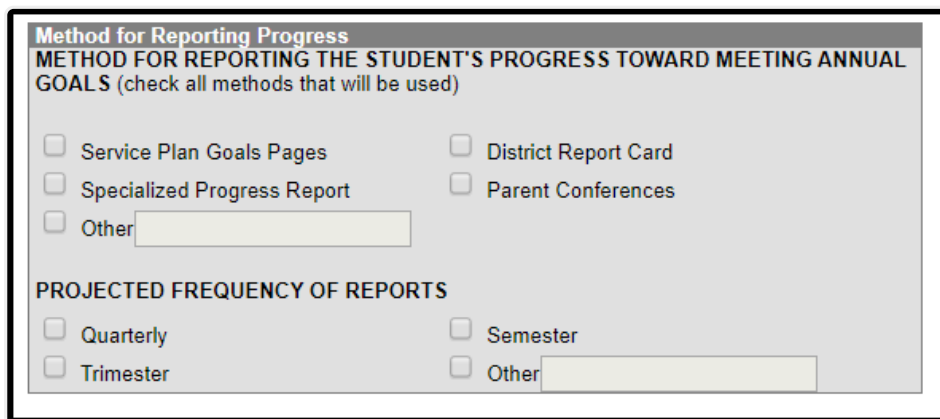 Method for Reporting Progress
METHOD FOR REPORTING THE STUDENT'S PROGRESS TOWARD MEETING ANNUAL
GOALS (check all methods that will be used)
Service Plan Goals Pages
District Report Card
Specialized Progress Report
Parent Conferences
Other
PROJECTED FREQUENCY OF REPORTS
Quarterly
Semester
Trimester
Other